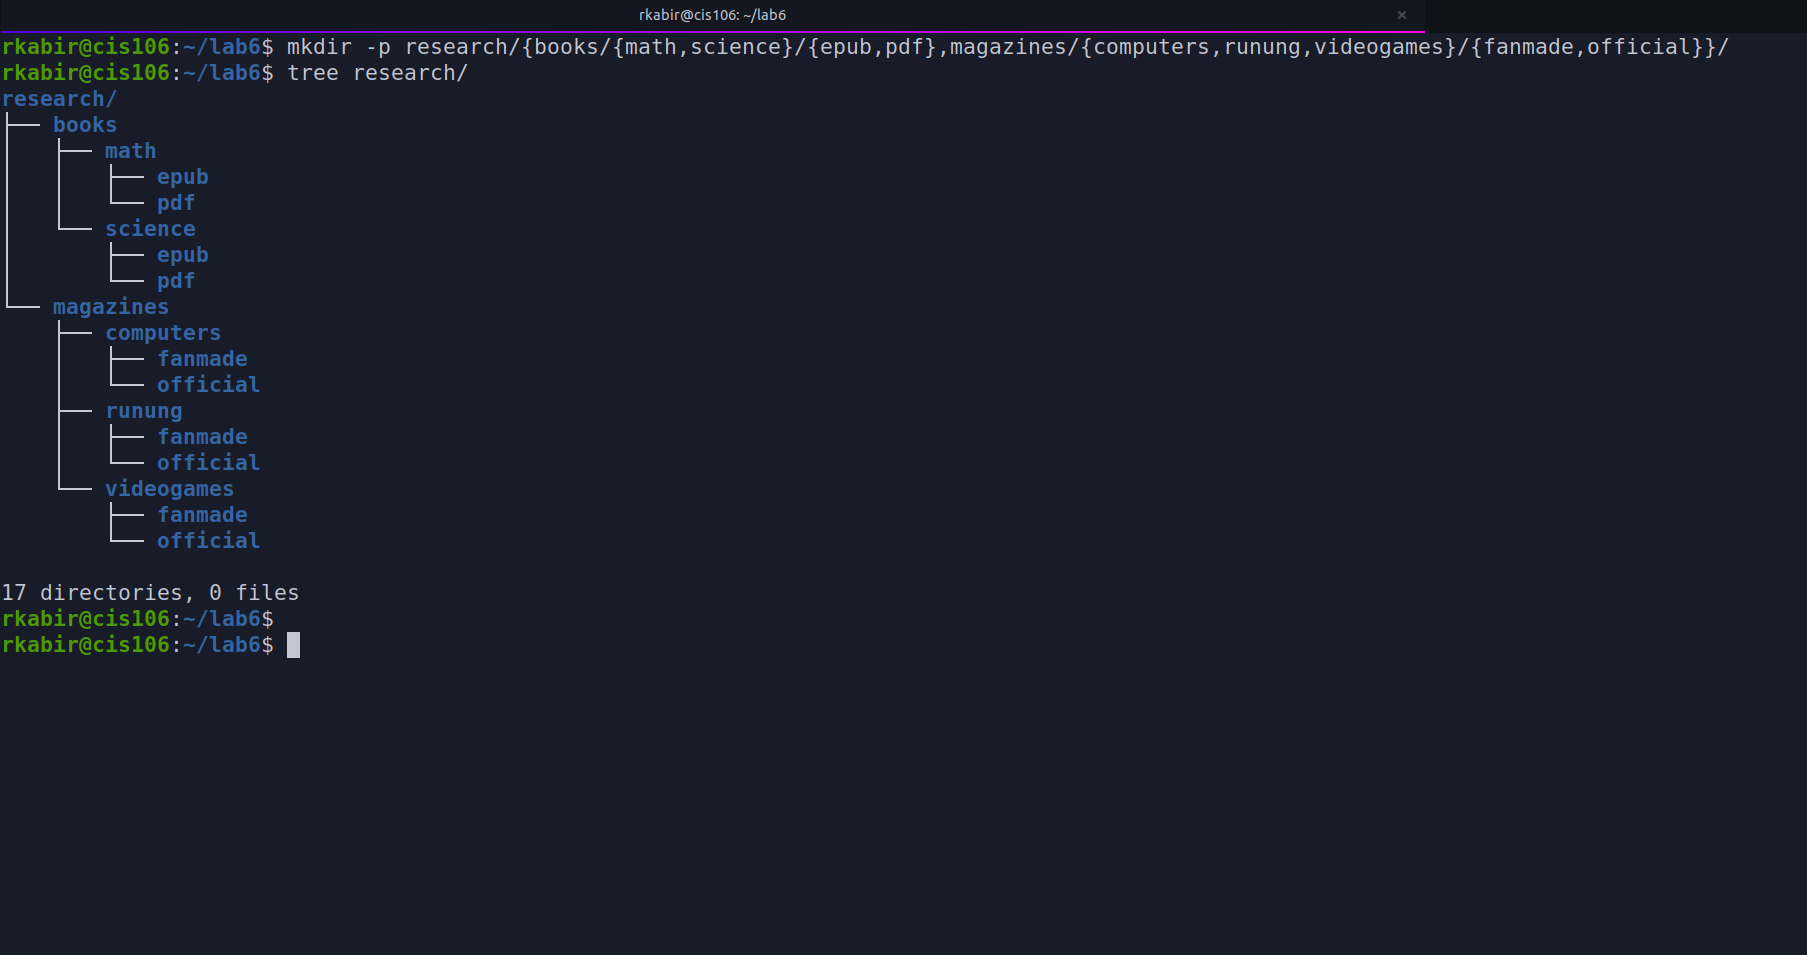 rkabir@cis106: ~/lab6 ×
rkabir@cis106:~/lab6$ mkdir -p research/{books/{math,science}/{epub,pdf},magazines/{computers,runung,videogames}/{fanmade,official}}/
rkabir@cis106:~/lab6$ tree research/
research/
├── books
│   ├── math
│   │   ├── epub
│   │   └── pdf
│   └── science
│       ├── epub
│       └── pdf
└── magazines
    ├── computers
    │   ├── fanmade
    │   └── official
    ├── runung
    │   ├── fanmade
    │   └── official
    └── videogames
        ├── fanmade
        └── official
17 directories, 0 files
rkabir@cis106:~/lab6$
rkabir@cis106:~/lab6$